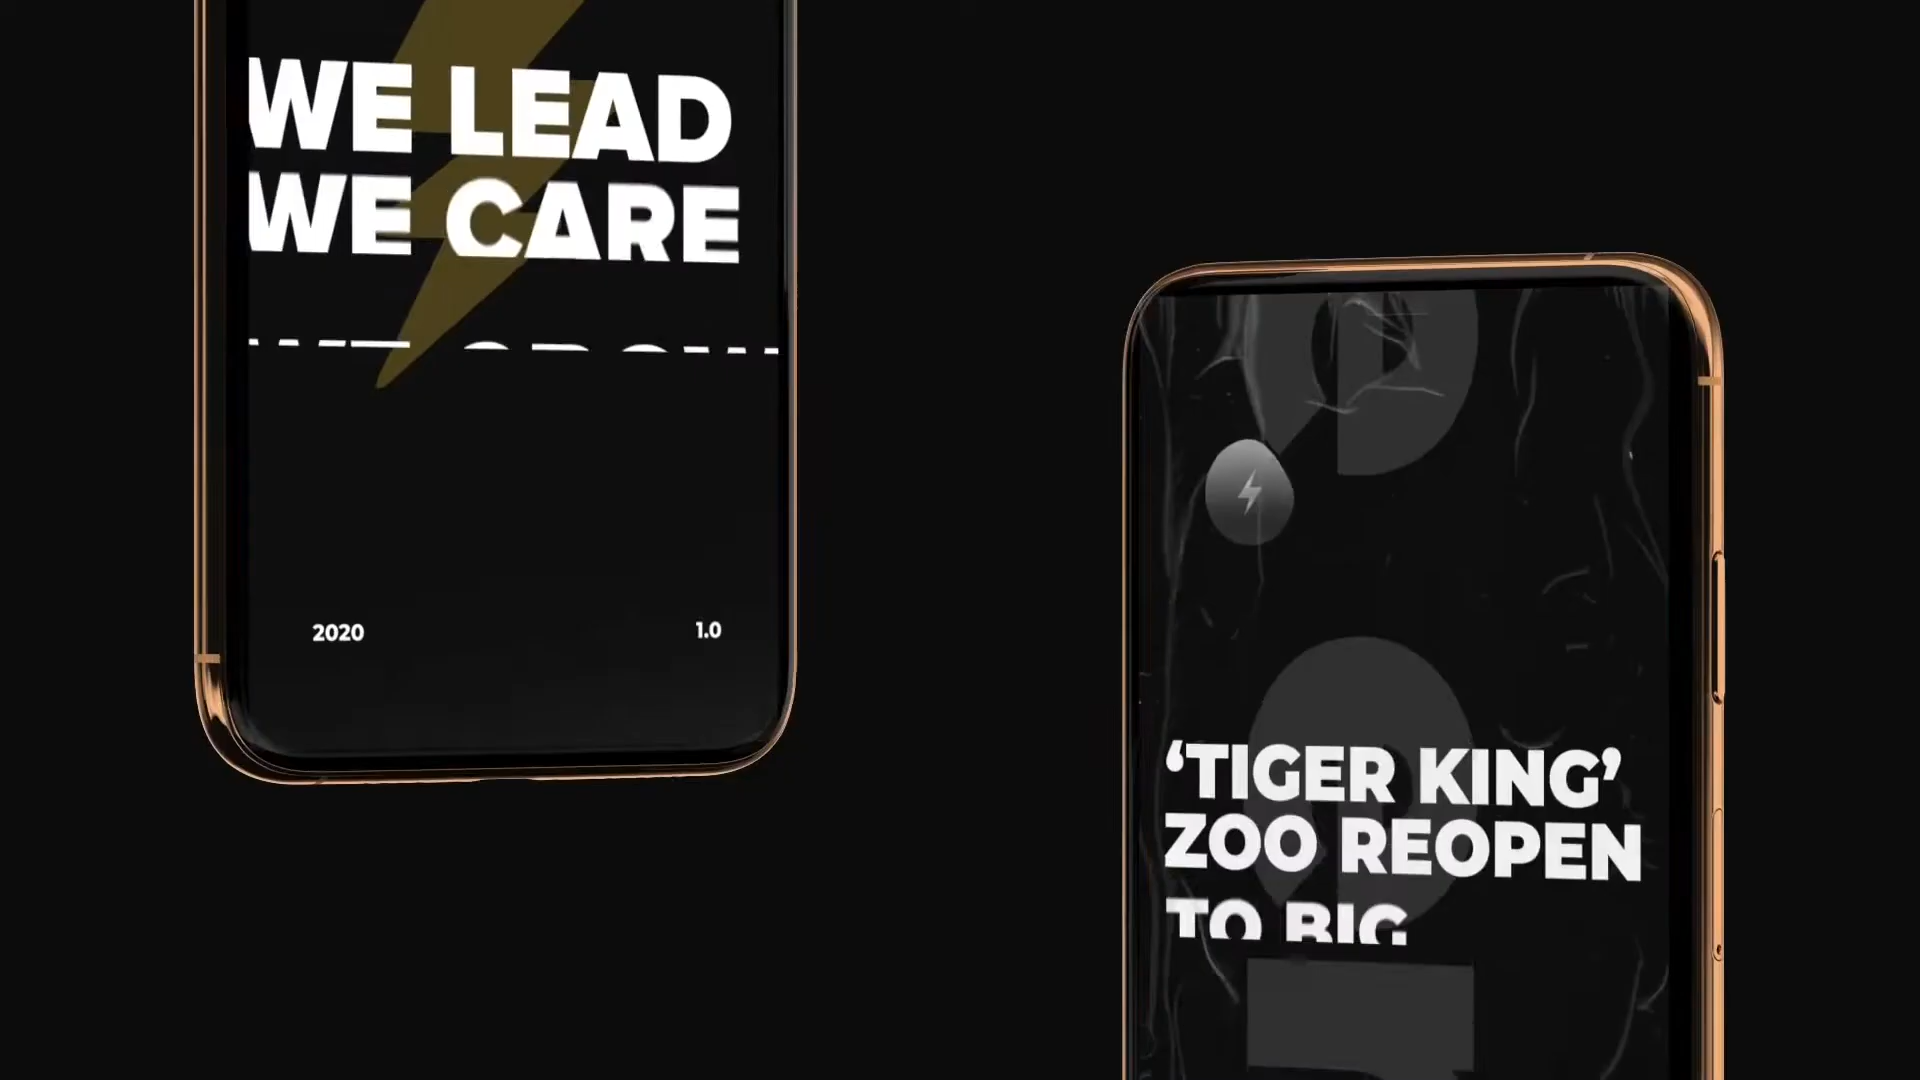 WE LEAD
WE CARE
2020
1.0
‘TIGER KING’
ZOO REOPEN
TO BIG